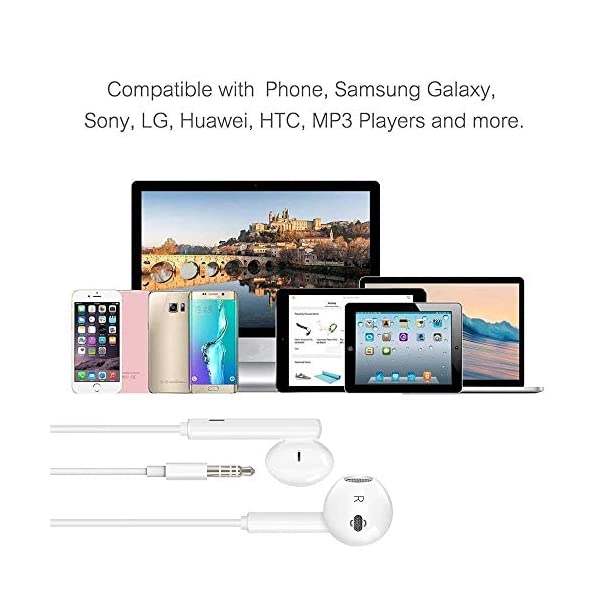 Compatible with Phone, Samsung Galaxy,
Sony, LG, Huawei, HTC, MP3 Players and more.
R